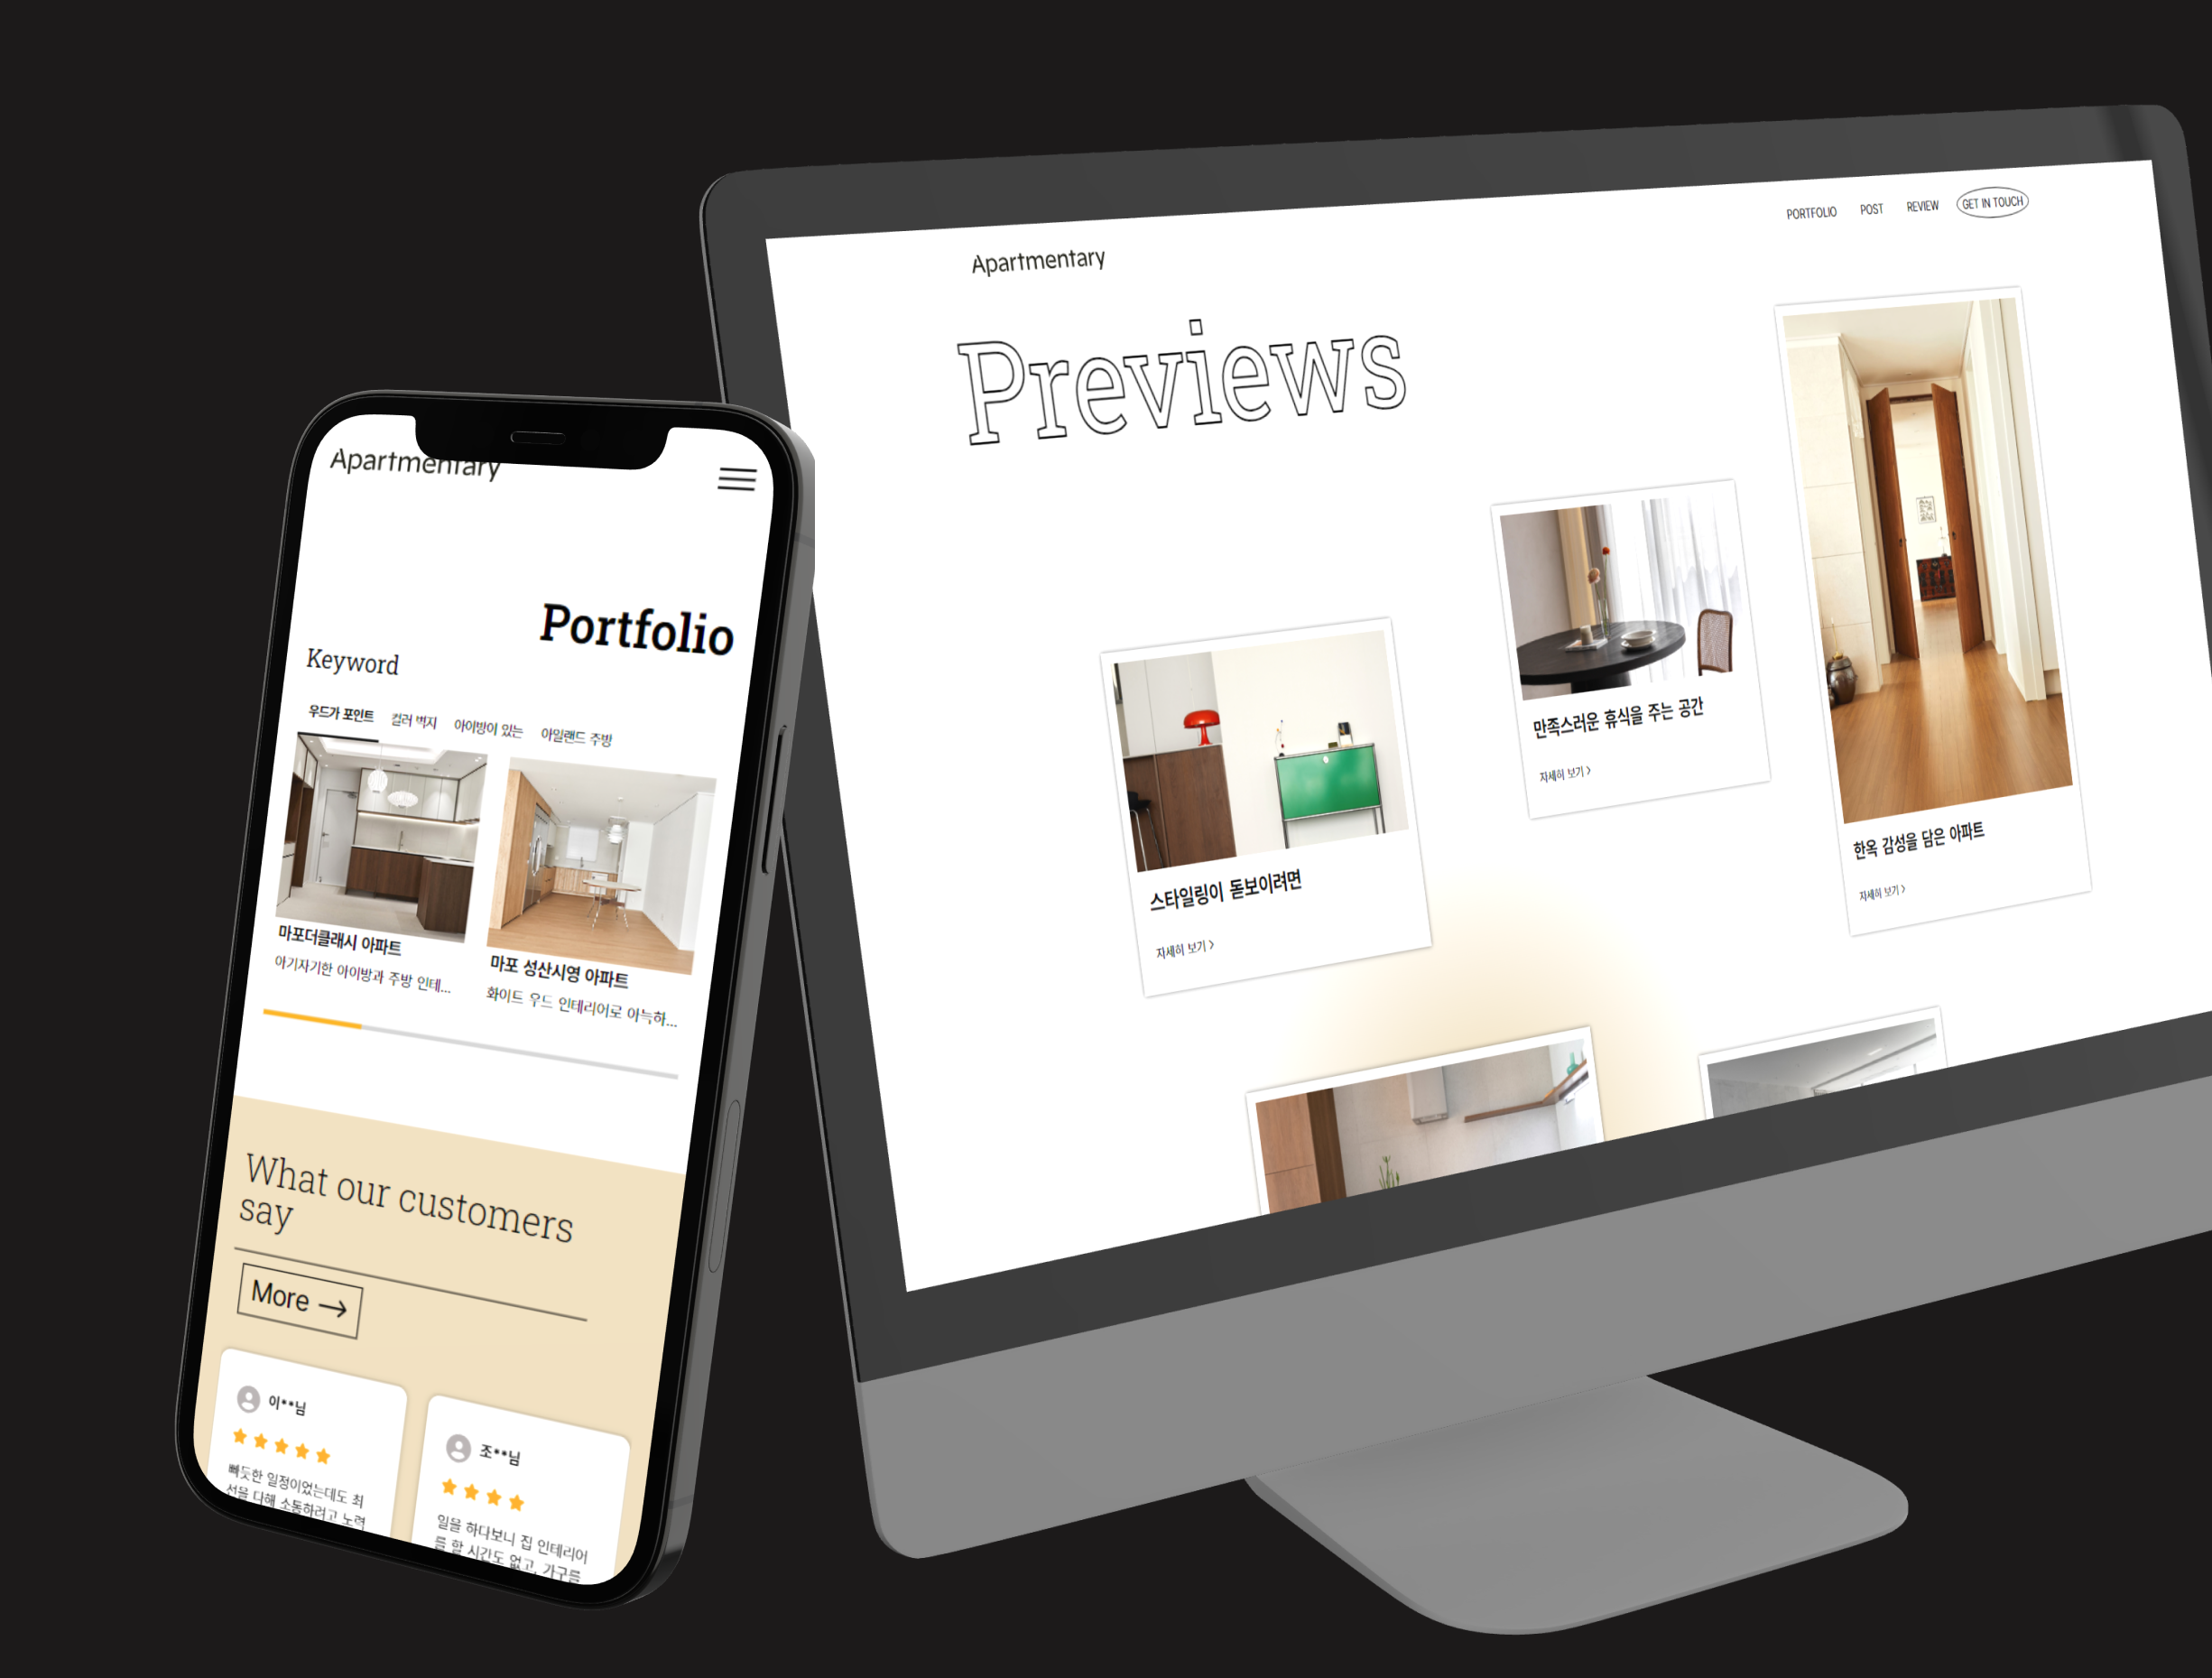 Apartmentary
Portfolio
Keyword
우드가 포인트 컬러 벽지 아이방이 있는 아일랜드 주방
마포더클래시 아파트
아기자기한 아이방과 주방 인테...
마포 성산시영 아파트
화이트 우드 인테리어로 아늑하...
What our customers
say
More →
이**님
빠듯한 일정이었는데도 최
선을 다해 소통하려고 노력
조**님
일을 하다보니 집 인테리어
를 할 시간도 없고, 가구를
Apartmentary
PORTFOLIO POST REVIEW GET IN TOUCH
Previews
스타일링이 돋보이려면
자세히 보기 >
만족스러운 휴식을 주는 공간
자세히 보기 >
한옥 감성을 담은 아파트
자세히 보기 >